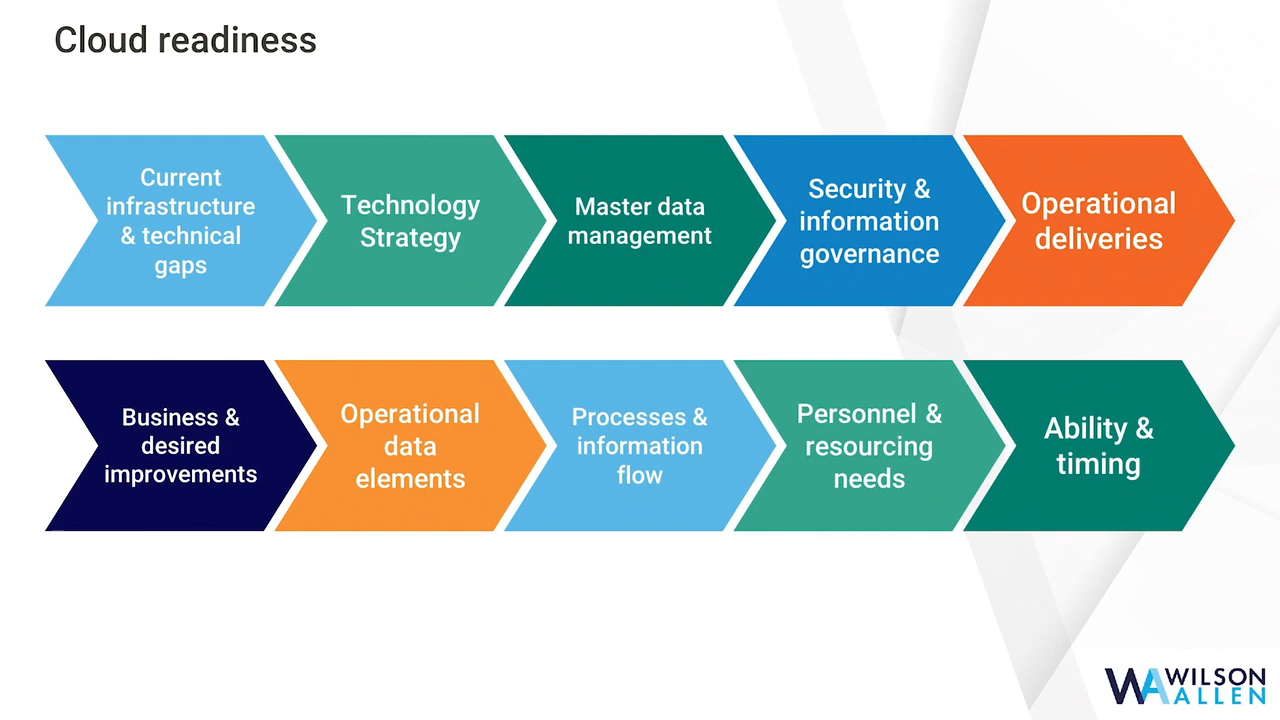 Cloud readiness
Current
infrastructure
& technical
gaps
Technology
Strategy
Master data
management
Security &
information
governance
Operational
deliveries
Business &
desired
improvements
Operational
data
elements
Processes &
information
flow
Personnel &
resourcing
needs
Ability &
timing
WA WILSON
ALLEN